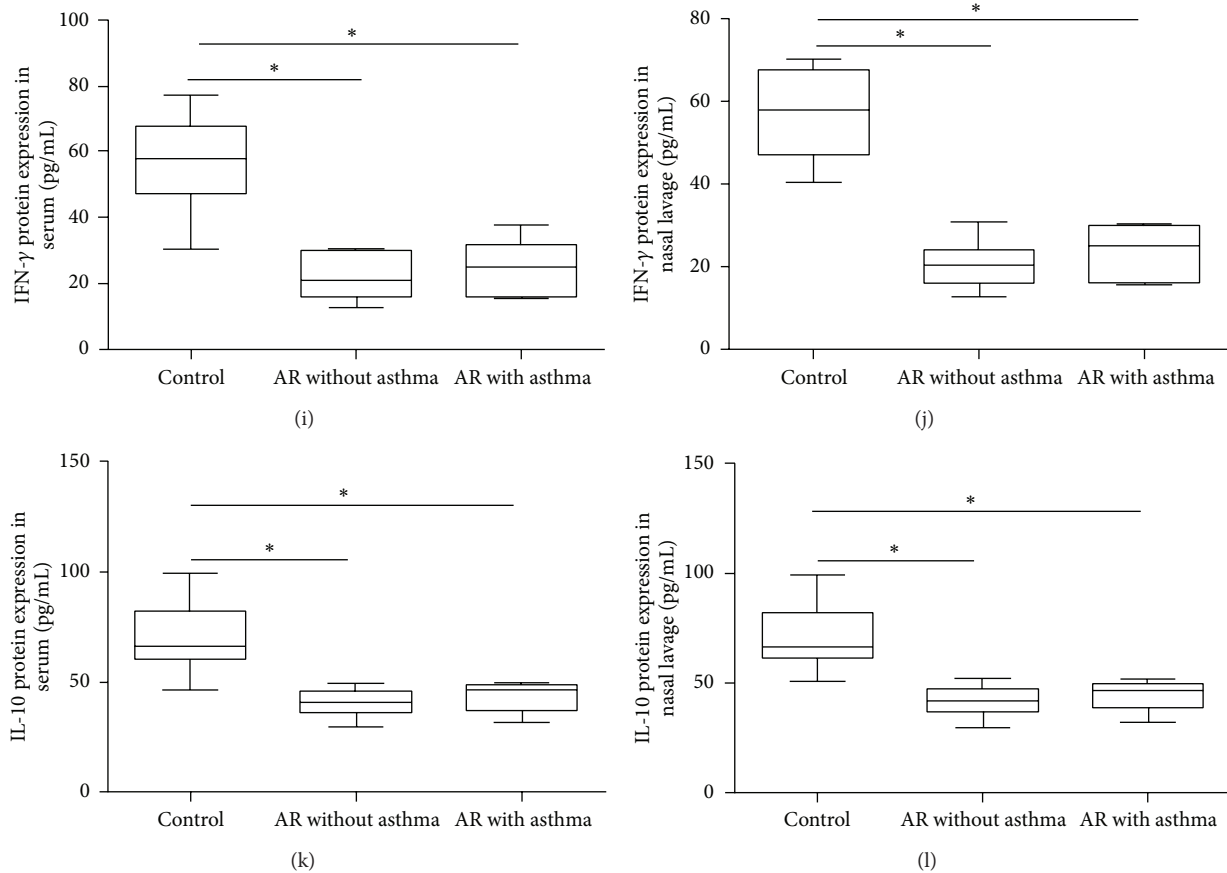 IFN-γ protein expression in
serum (pg/mL)
100
80
60
40
20
0
*
*
Control
AR without asthma
AR with asthma
(i)
IFN-γ protein expression in
nasal lavage (pg/mL)
80
60
40
20
0
*
*
Control
AR without asthma
AR with asthma
(j)
IL-10 protein expression in
serum (pg/mL)
150
100
50
0
*
*
Control
AR without asthma
AR with asthma
(k)
IL-10 protein expression in
nasal lavage (pg/mL)
150
100
50
0
*
*
Control
AR without asthma
AR with asthma
(l)